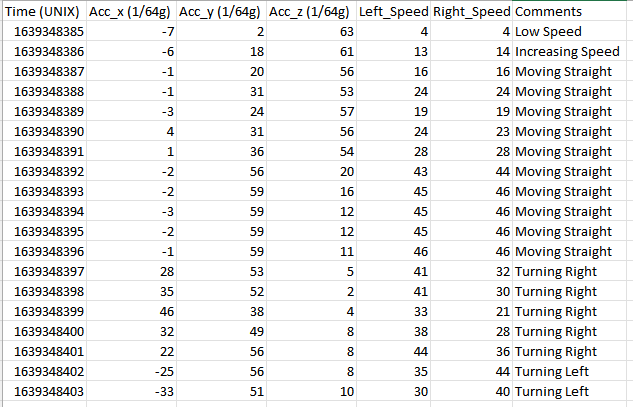 Time (UNIX) Acc_x (1/64g) Acc_y (1/64g) Acc_z (1/64g) Left_Speed Right_Speed Comments
1639348385 -7 2 63 4 4 Low Speed
1639348386 -6 18 61 13 14 Increasing Speed
1639348387 -1 20 56 16 16 Moving Straight
1639348388 -1 31 53 24 24 Moving Straight
1639348389 -3 24 57 19 19 Moving Straight
1639348390 4 31 56 24 23 Moving Straight
1639348391 1 36 54 28 28 Moving Straight
1639348392 -2 56 20 43 44 Moving Straight
1639348393 -2 59 16 45 46 Moving Straight
1639348394 -3 59 12 45 46 Moving Straight
1639348395 -2 59 12 45 46 Moving Straight
1639348396 -1 59 11 46 46 Moving Straight
1639348397 28 53 5 41 32 Turning Right
1639348398 35 52 2 41 30 Turning Right
1639348399 46 38 4 33 21 Turning Right
1639348400 32 49 8 38 28 Turning Right
1639348401 22 56 8 44 36 Turning Right
1639348402 -25 56 8 35 44 Turning Left
1639348403 -33 51 10 30 40 Turning Left